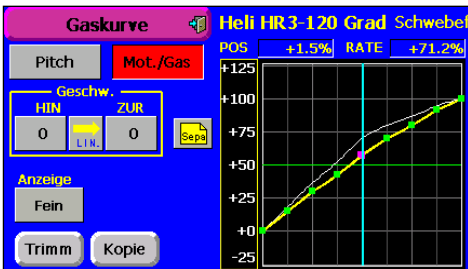 Gaskurve
Heli HR3-120 Grad Schwebef
POS +1.5% RATE +71.2%
Pitch Mot./Gas
Geschw.
HIN ZUR
0 LIN. 0
Sepa
Anzeige
Fein
Trimm Kopie
+125
+100
+75
+50
+25
+0
-25